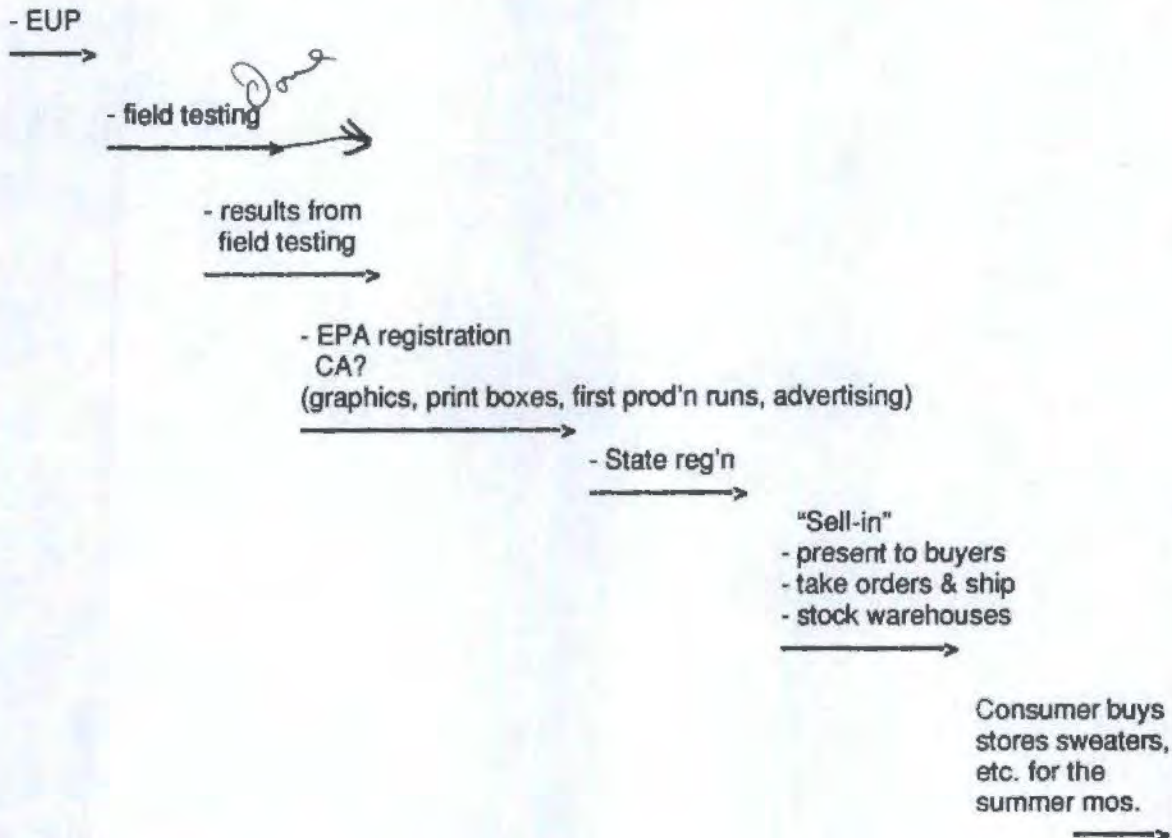 - EUP
- field testing
- results from
field testing
- EPA registration
CA?
(graphics, print boxes, first prod'n runs, advertising)
- State reg'n
“Sell-in”
- present to buyers
- take orders & ship
- stock warehouses
Consumer buys
stores sweaters,
etc. for the
summer mos.